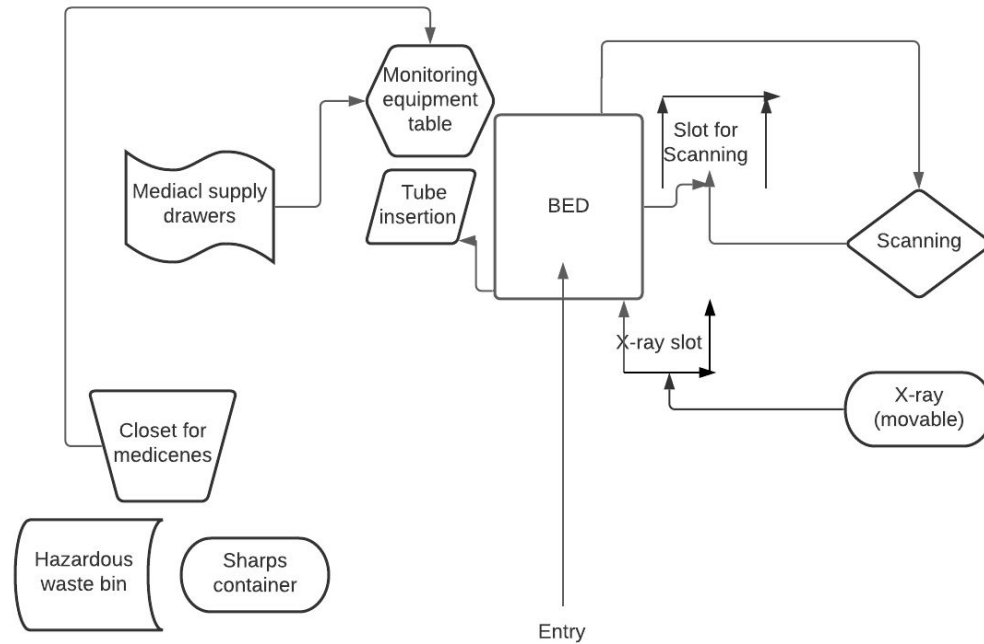 Monitoring
equipment
table
Slot for
Scanning
Mediacl supply
drawers
Tube
insertion
BED
Scanning
X-ray slot
X-ray
(movable)
Closet for
medicenes
Hazardous
waste bin
Sharps
container
Entry